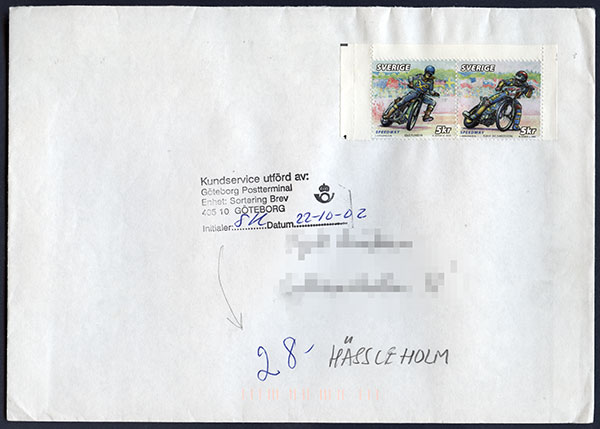 SVERIGE SVERIGE
SPEEDWAY 5kr SPEEDWAY 5kr
Kundservice utförd av:
Göteborg Postterminal
Enhet: Sortering Brev
405 10 GÖTEBORG
Initialer: Datum 22-10-02
28- HÄSSLEHOLM